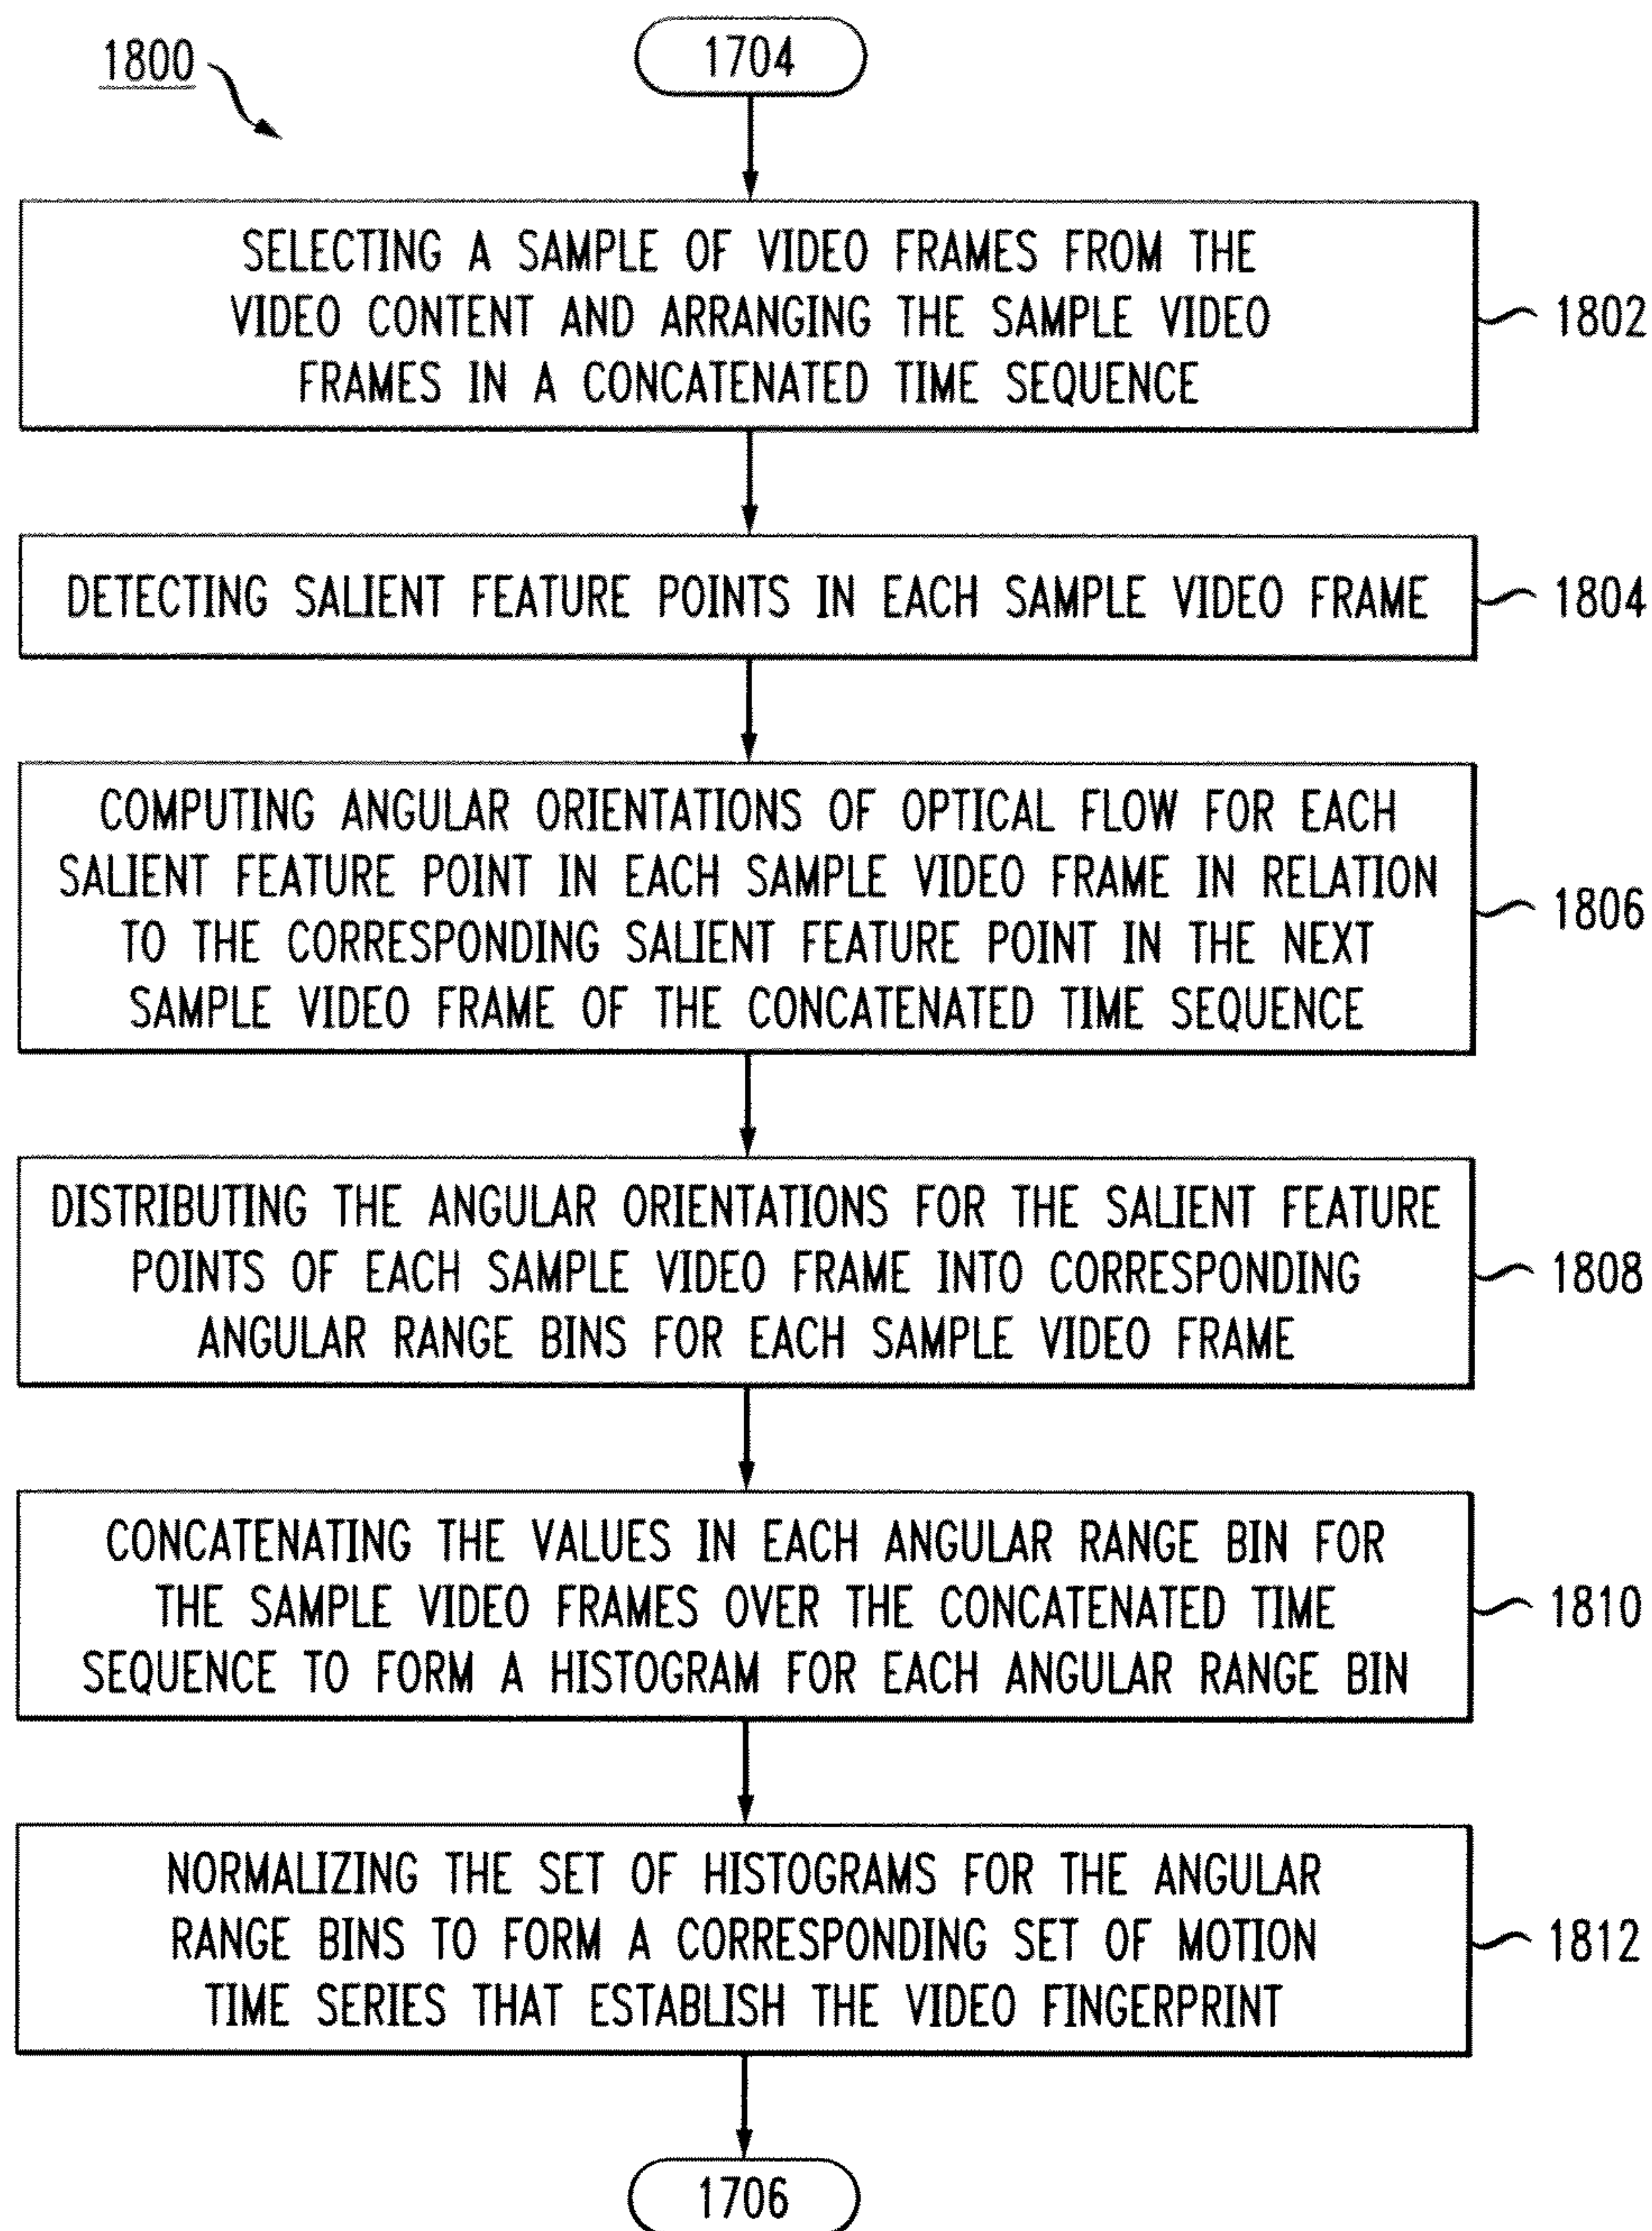 1800
1704
SELECTING A SAMPLE OF VIDEO FRAMES FROM THE
VIDEO CONTENT AND ARRANGING THE SAMPLE VIDEO
FRAMES IN A CONCATENATED TIME SEQUENCE
1802
DETECTING SALIENT FEATURE POINTS IN EACH SAMPLE VIDEO FRAME
1804
COMPUTING ANGULAR ORIENTATIONS OF OPTICAL FLOW FOR EACH
SALIENT FEATURE POINT IN EACH SAMPLE VIDEO FRAME IN RELATION
TO THE CORRESPONDING SALIENT FEATURE POINT IN THE NEXT
SAMPLE VIDEO FRAME OF THE CONCATENATED TIME SEQUENCE
1806
DISTRIBUTING THE ANGULAR ORIENTATIONS FOR THE SALIENT FEATURE
POINTS OF EACH SAMPLE VIDEO FRAME INTO CORRESPONDING
ANGULAR RANGE BINS FOR EACH SAMPLE VIDEO FRAME
1808
CONCATENATING THE VALUES IN EACH ANGULAR RANGE BIN FOR
THE SAMPLE VIDEO FRAMES OVER THE CONCATENATED TIME
SEQUENCE TO FORM A HISTOGRAM FOR EACH ANGULAR RANGE BIN
1810
NORMALIZING THE SET OF HISTOGRAMS FOR THE ANGULAR
RANGE BINS TO FORM A CORRESPONDING SET OF MOTION
TIME SERIES THAT ESTABLISH THE VIDEO FINGERPRINT
1812
1706